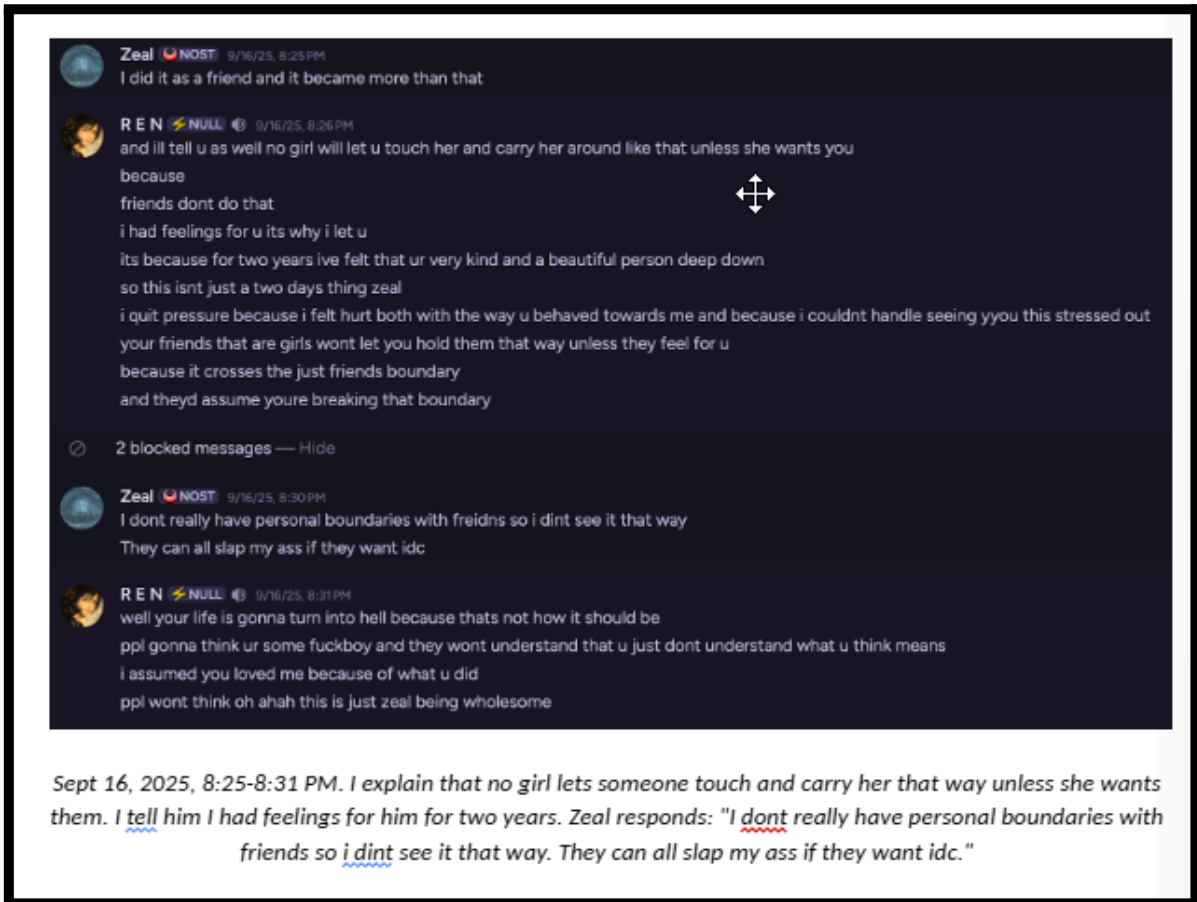 Zeal NOST 9/16/25, 8:25 PM
I did it as a friend and it became more than that
R E N NULL 9/16/25, 8:26 PM
and ill tell u as well no girl will let u touch her and carry her around like that unless she wants you
because
friends dont do that
i had feelings for u its why i let u
its because for two years ive felt that ur very kind and a beautiful person deep down
so this isnt just a two days thing zeal
i quit pressure because i felt hurt both with the way u behaved towards me and because i couldnt handle seeing yyou this stressed out
your friends that are girls wont let you hold them that way unless they feel for u
because it crosses the just friends boundary
and theyd assume youre breaking that boundary
2 blocked messages — Hide
Zeal NOST 9/16/25, 8:30 PM
I dont really have personal boundaries with freidns so i dint see it that way
They can all slap my ass if they want idc
R E N NULL 9/16/25, 8:31 PM
well your life is gonna turn into hell because thats not how it should be
ppl gonna think ur some fuckboy and they wont understand that u just dont understand what u think means
i assumed you loved me because of what u did
ppl wont think oh ahah this is just zeal being wholesome
Sept 16, 2025, 8:25-8:31 PM. I explain that no girl lets someone touch and carry her that way unless she wants
them. I tell him I had feelings for him for two years. Zeal responds: "I dont really have personal boundaries with
friends so i dint see it that way. They can all slap my ass if they want idc."